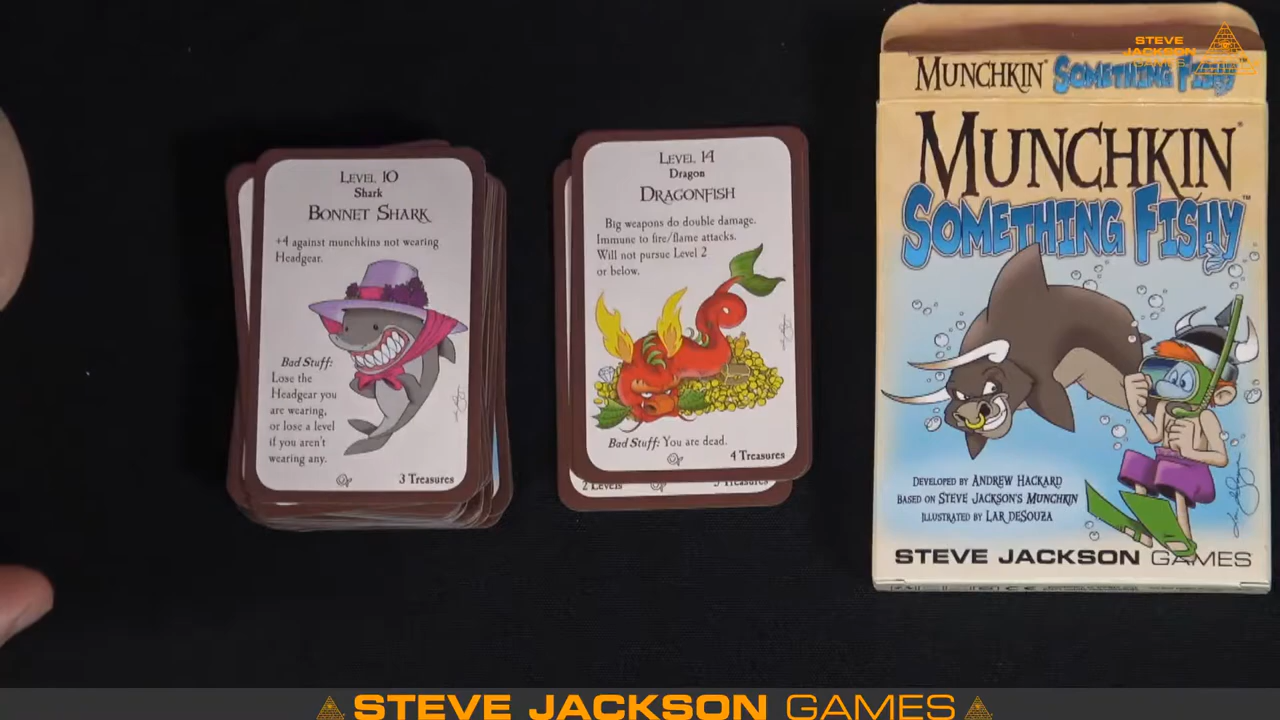 LEVEL 10
Shark
BONNET SHARK
+4 against munchkins not wearing
Headgear.
Bad Stuff:
Lose the
Headgear you
are wearing,
or lose a level
if you aren't
wearing any.
3 Treasures
LEVEL 14
Dragon
DRAGONFISH
Big weapons do double damage.
Immune to fire/flame attacks.
Will not pursue Level 2
or below.
Bad Stuff: You are dead.
4 Treasures
2 Levels
Treasures
STEVE
JACKSON
GAMES
MUNCHKIN® SOMETHING FISHY™
MUNCHKIN®
SOMETHING FISHY™
DEVELOPED BY ANDREW HACKARD
BASED ON STEVE JACKSON'S MUNCHKIN
ILLUSTRATED BY LAR DESOUZA
STEVE JACKSON GAMES
STEVE JACKSON GAMES